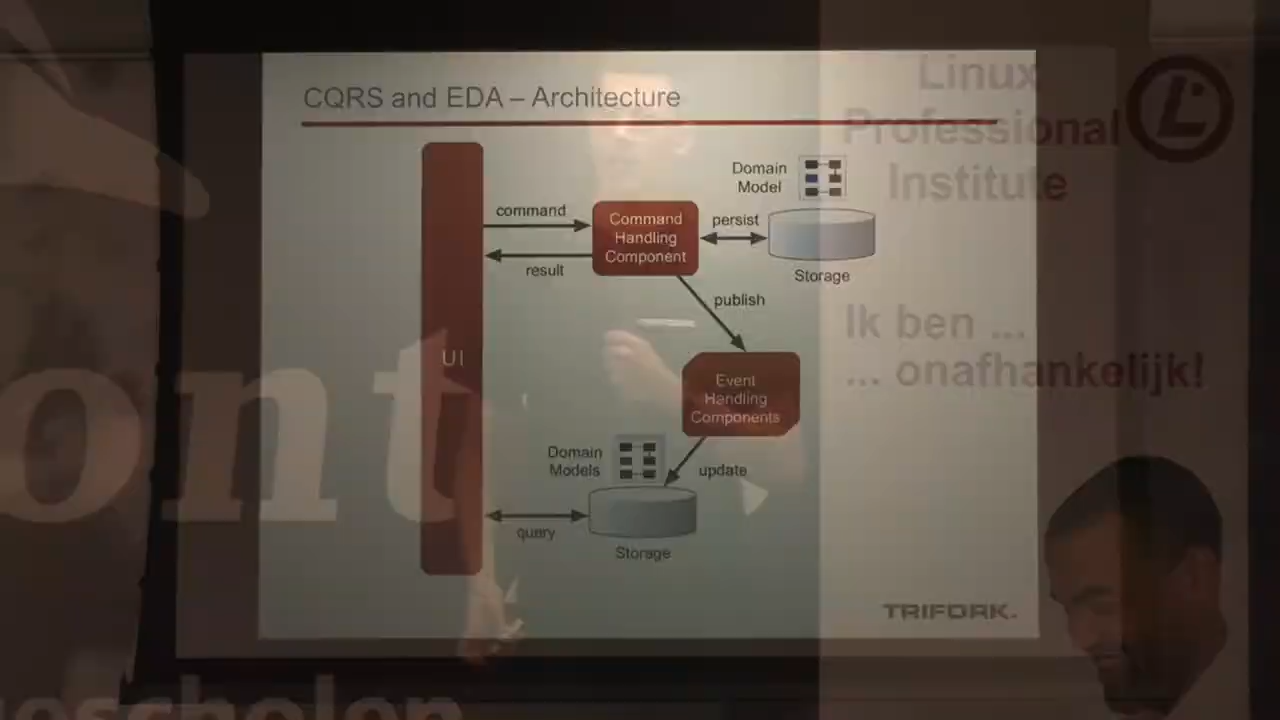 CQRS and EDA – Architecture
Linux
Professional
Institute
Domain
Model
command
Command
Handling
Component
persist
result
Storage
publish
Ik ben ...
... onafhankelijk!
UI
ont
Event
Handling
Components
Domain
Models
update
query
Storage
TRIFORK.